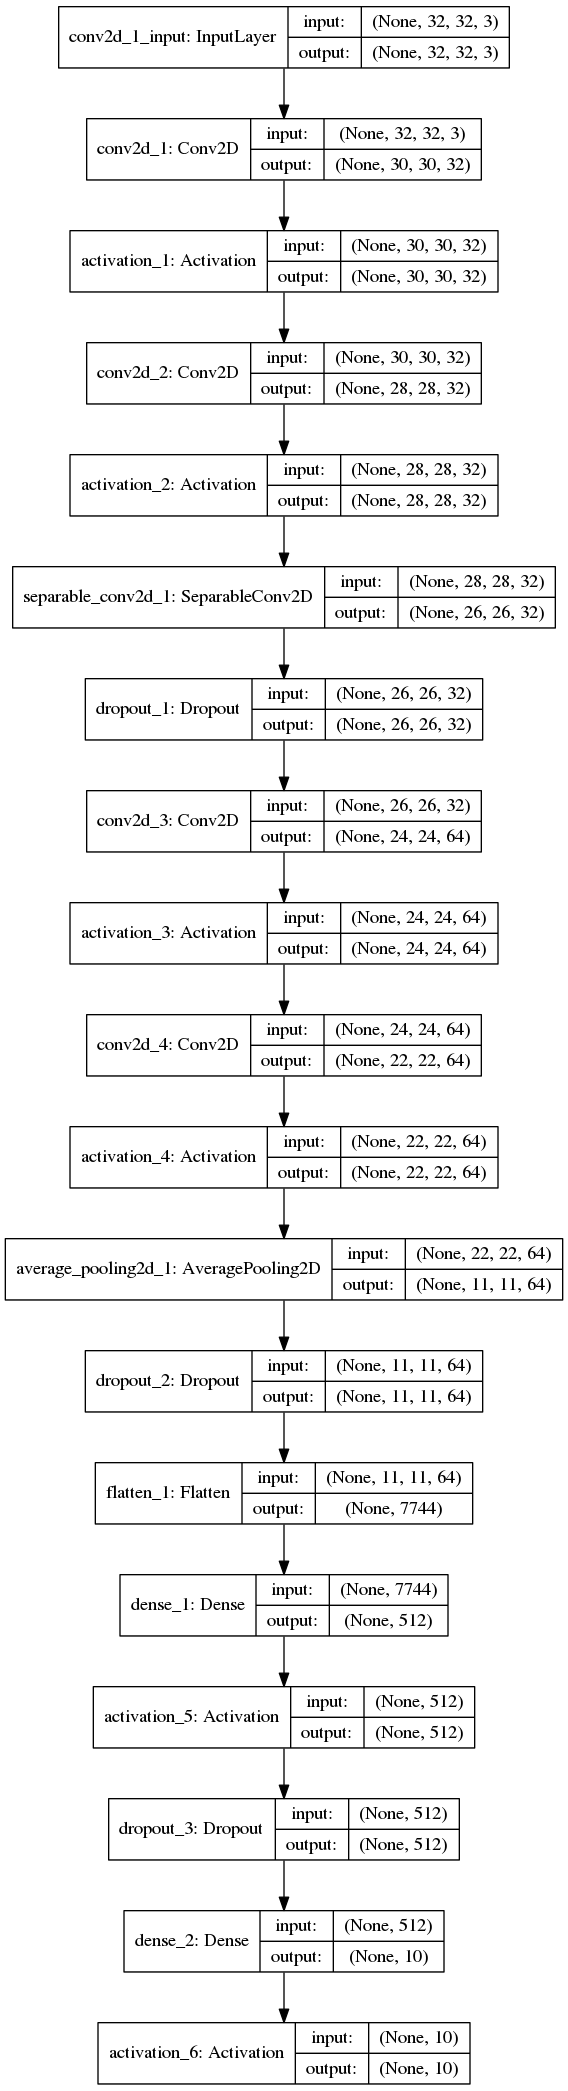 conv2d_1_input: InputLayer
input: (None, 32, 32, 3)
output: (None, 32, 32, 3)
conv2d_1: Conv2D
input: (None, 32, 32, 3)
output: (None, 30, 30, 32)
activation_1: Activation
input: (None, 30, 30, 32)
output: (None, 30, 30, 32)
conv2d_2: Conv2D
input: (None, 30, 30, 32)
output: (None, 28, 28, 32)
activation_2: Activation
input: (None, 28, 28, 32)
output: (None, 28, 28, 32)
separable_conv2d_1: SeparableConv2D
input: (None, 28, 28, 32)
output: (None, 26, 26, 32)
dropout_1: Dropout
input: (None, 26, 26, 32)
output: (None, 26, 26, 32)
conv2d_3: Conv2D
input: (None, 26, 26, 32)
output: (None, 24, 24, 64)
activation_3: Activation
input: (None, 24, 24, 64)
output: (None, 24, 24, 64)
conv2d_4: Conv2D
input: (None, 24, 24, 64)
output: (None, 22, 22, 64)
activation_4: Activation
input: (None, 22, 22, 64)
output: (None, 22, 22, 64)
average_pooling2d_1: AveragePooling2D
input: (None, 22, 22, 64)
output: (None, 11, 11, 64)
dropout_2: Dropout
input: (None, 11, 11, 64)
output: (None, 11, 11, 64)
flatten_1: Flatten
input: (None, 11, 11, 64)
output: (None, 7744)
dense_1: Dense
input: (None, 7744)
output: (None, 512)
activation_5: Activation
input: (None, 512)
output: (None, 512)
dropout_3: Dropout
input: (None, 512)
output: (None, 512)
dense_2: Dense
input: (None, 512)
output: (None, 10)
activation_6: Activation
input: (None, 10)
output: (None, 10)